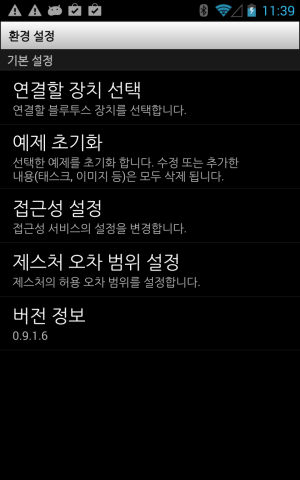 11:39
환경 설정
기본 설정
연결할 장치 선택
연결할 블루투스 장치를 선택합니다.
예제 초기화
선택한 예제를 초기화 합니다. 수정 또는 추가한
내용(태스크, 이미지 등)은 모두 삭제 됩니다.
접근성 설정
접근성 서비스의 설정을 변경합니다.
제스처 오차 범위 설정
제스처의 허용 오차 범위를 설정합니다.
버전 정보
0.9.1.6